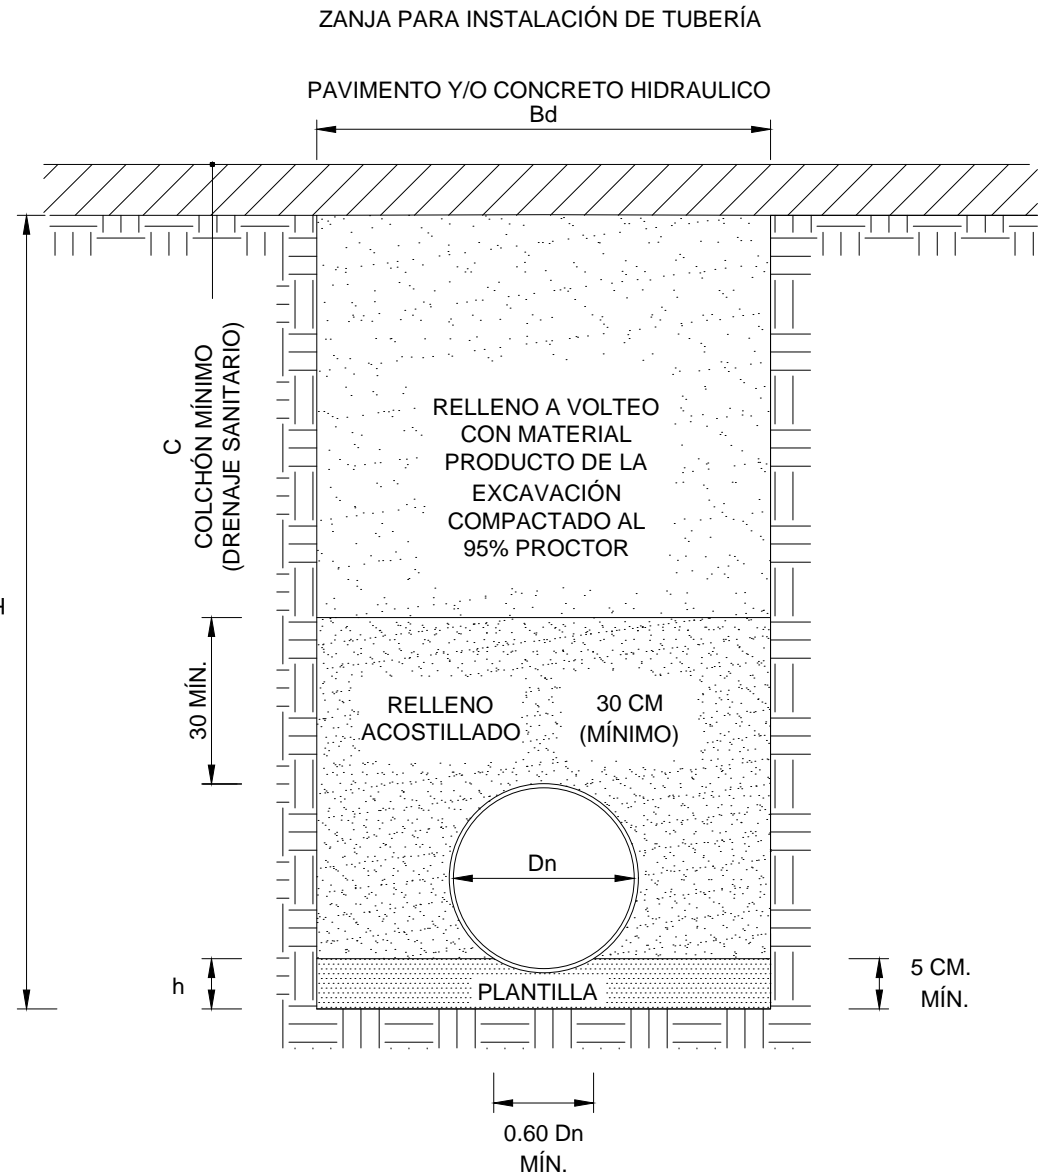 ZANJA PARA INSTALACIÓN DE TUBERÍA
PAVIMENTO Y/O CONCRETO HIDRAULICO
Bd
C
COLCHÓN MÍNIMO
(DRENAJE SANITARIO)
RELLENO A VOLTEO
CON MATERIAL
PRODUCTO DE LA
EXCAVACIÓN
COMPACTADO AL
95% PROCTOR
30 MÍN.
RELLENO
ACOSTILLADO
30 CM
(MÍNIMO)
Dn
h
PLANTILLA
5 CM.
MÍN.
0.60 Dn
MÍN.